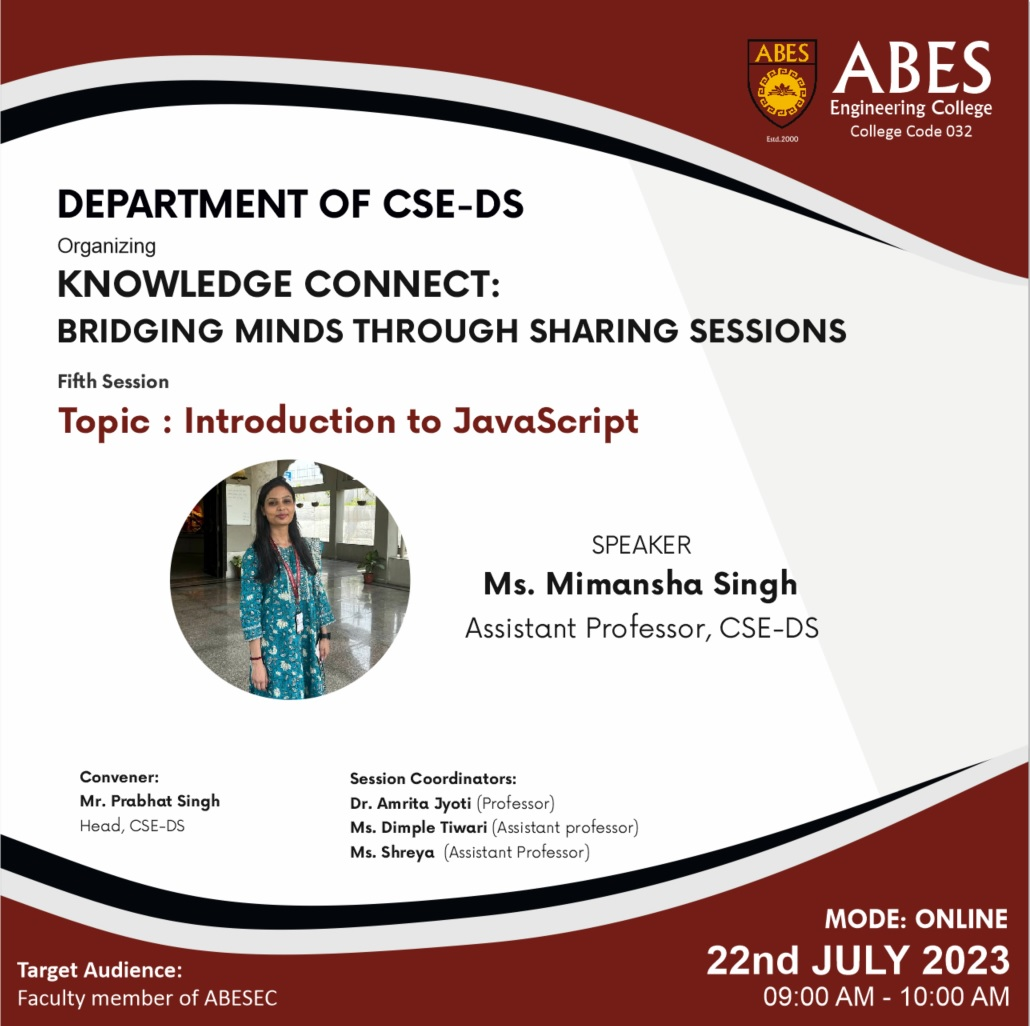 ABES
Estd.2000
ABES
Engineering College
College Code 032
DEPARTMENT OF CSE-DS
Organizing
KNOWLEDGE CONNECT:
BRIDGING MINDS THROUGH SHARING SESSIONS
Fifth Session
Topic : Introduction to JavaScript
SPEAKER
Ms. Mimansha Singh
Assistant Professor, CSE-DS
Convener:
Mr. Prabhat Singh
Head, CSE-DS
Session Coordinators:
Dr. Amrita Jyoti (Professor)
Ms. Dimple Tiwari (Assistant professor)
Ms. Shreya (Assistant Professor)
Target Audience:
Faculty member of ABESEC
MODE: ONLINE
22nd JULY 2023
09:00 AM - 10:00 AM